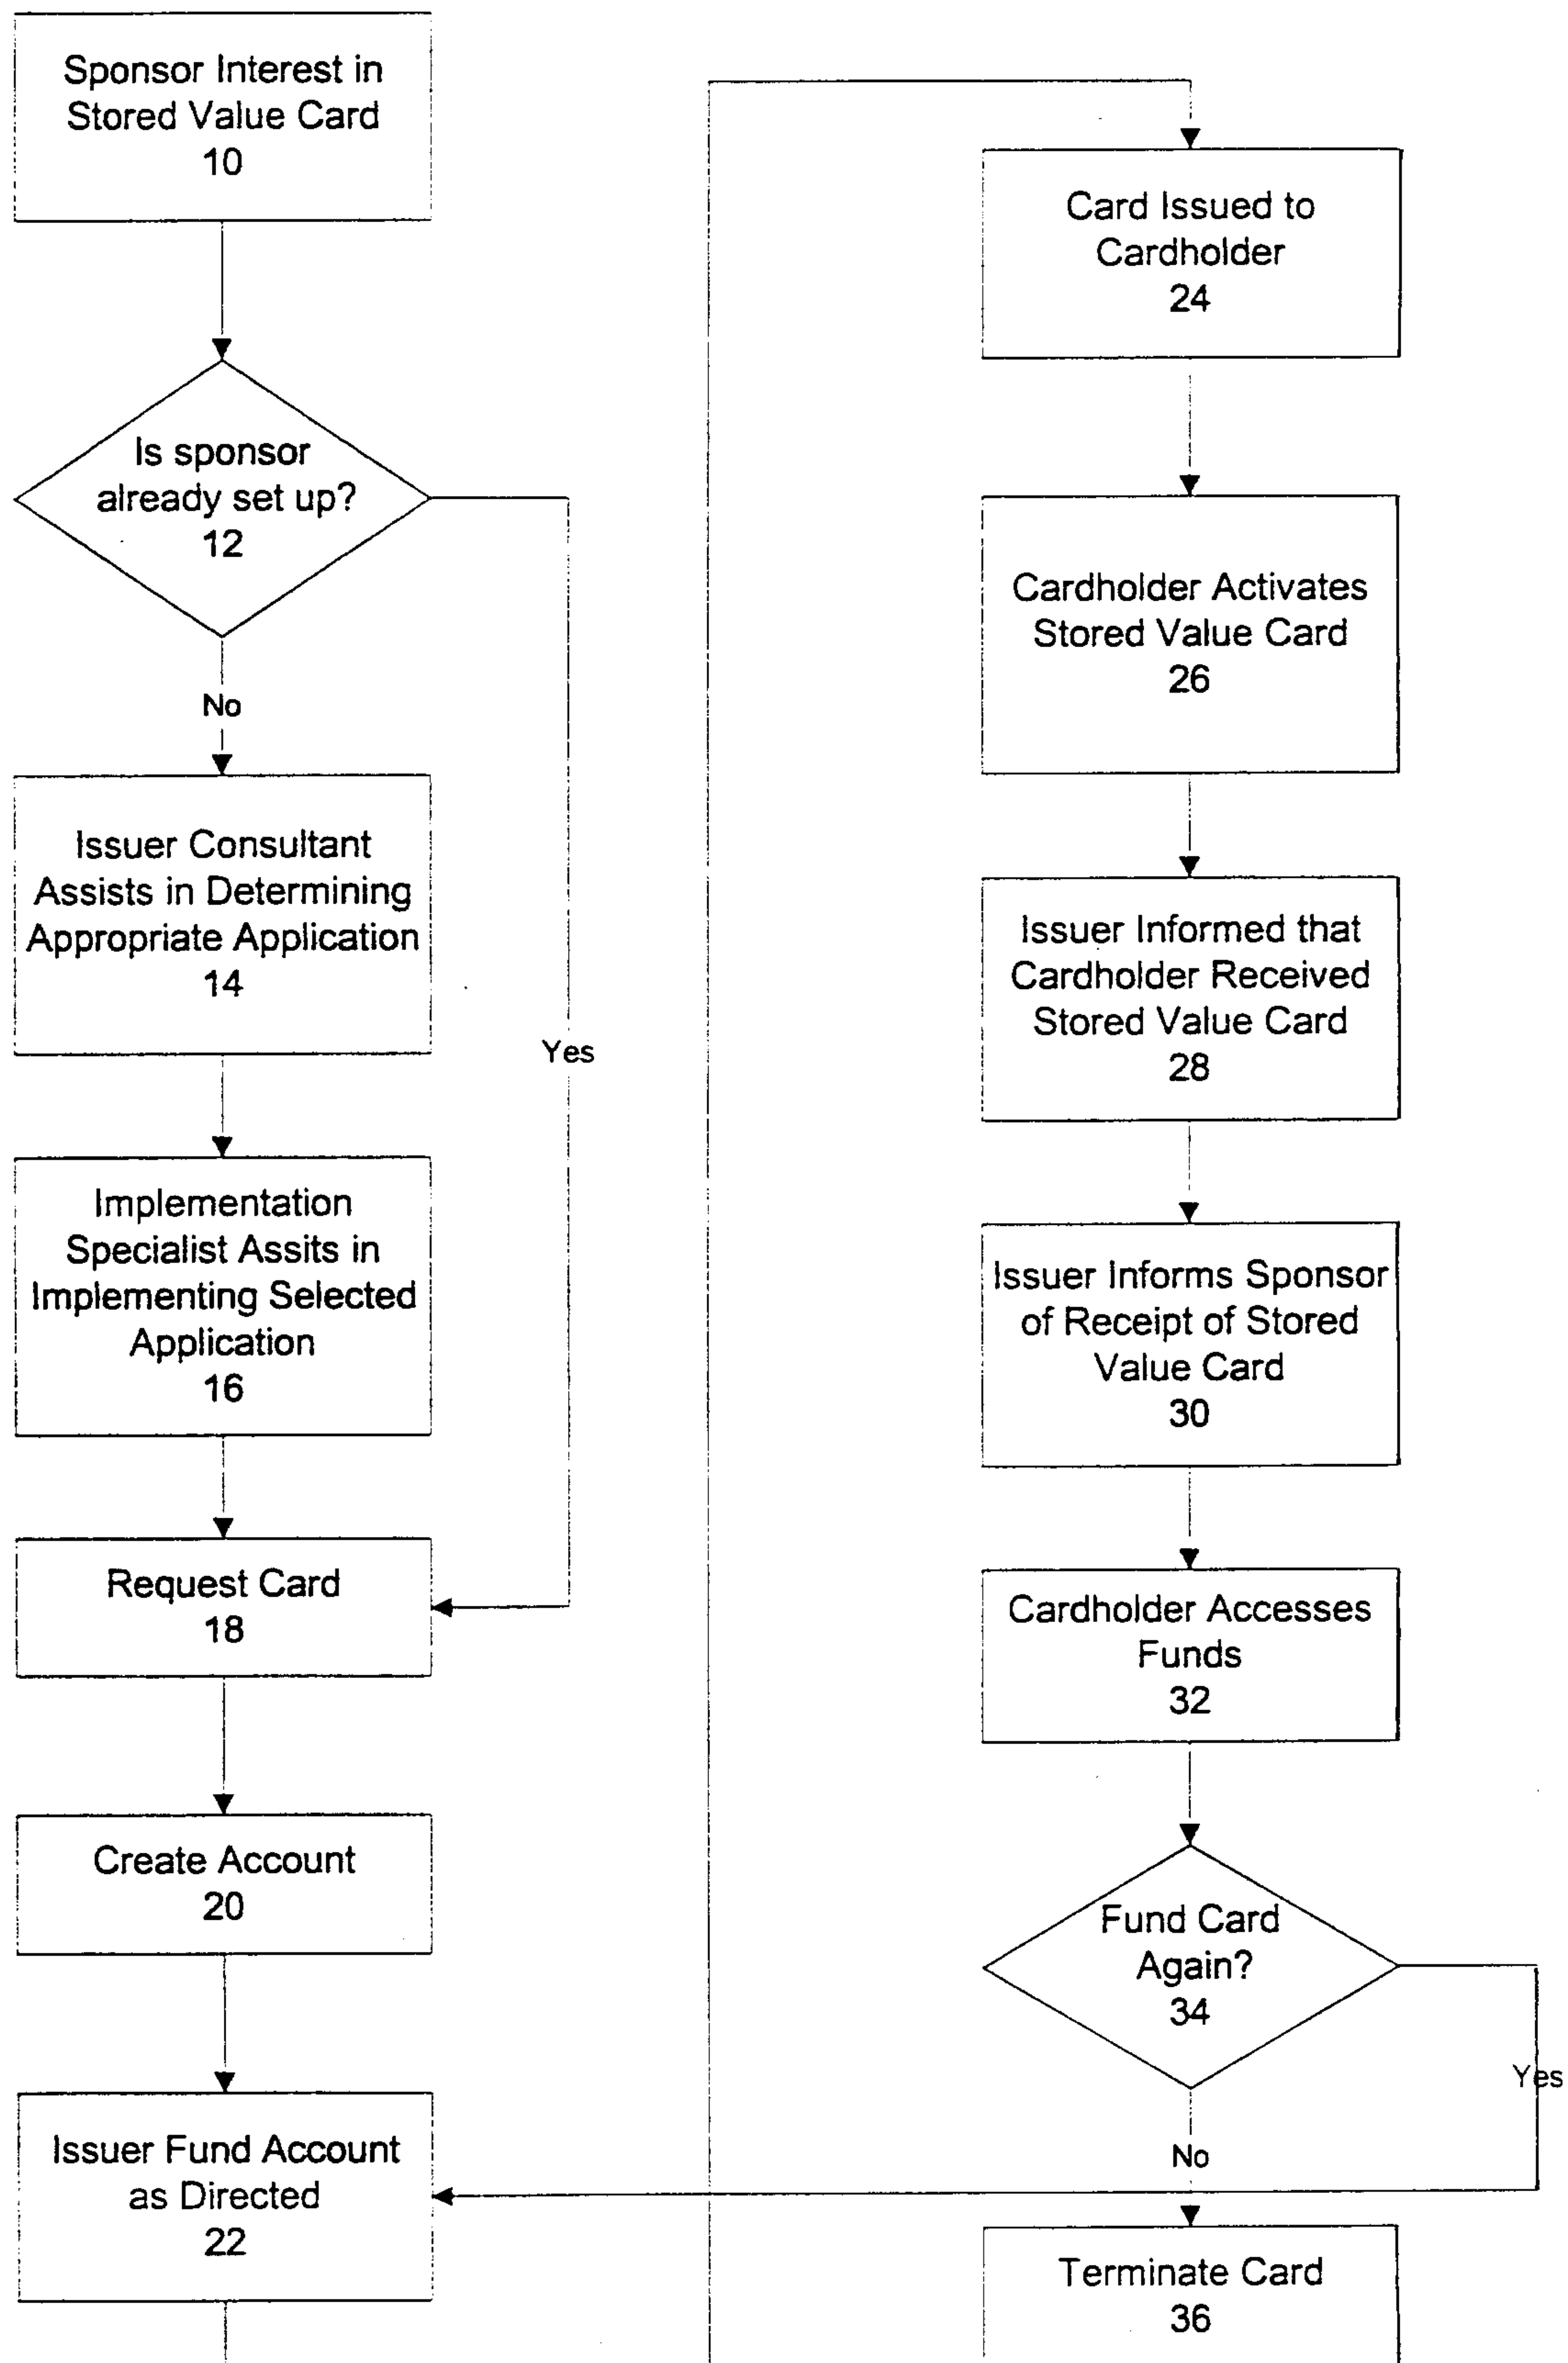 Sponsor Interest in
Stored Value Card
10
Is sponsor
already set up?
12
No
Yes
Issuer Consultant
Assists in Determining
Appropriate Application
14
Implementation
Specialist Assits in
Implementing Selected
Application
16
Request Card
18
Create Account
20
Issuer Fund Account
as Directed
22
Card Issued to
Cardholder
24
Cardholder Activates
Stored Value Card
26
Issuer Informed that
Cardholder Received
Stored Value Card
28
Issuer Informs Sponsor
of Receipt of Stored
Value Card
30
Cardholder Accesses
Funds
32
Fund Card
Again?
34
Yes
No
Terminate Card
36